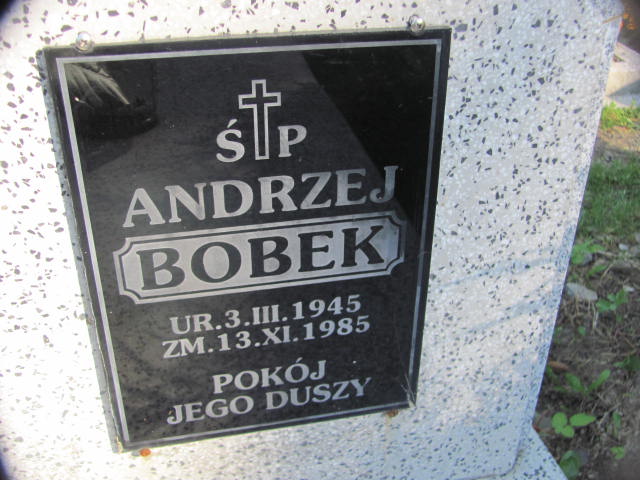 ŚP
ANDRZEJ
BOBEK
UR.3.III.1945
ZM.13.XI.1985
POKÓJ
JEGO DUSZY